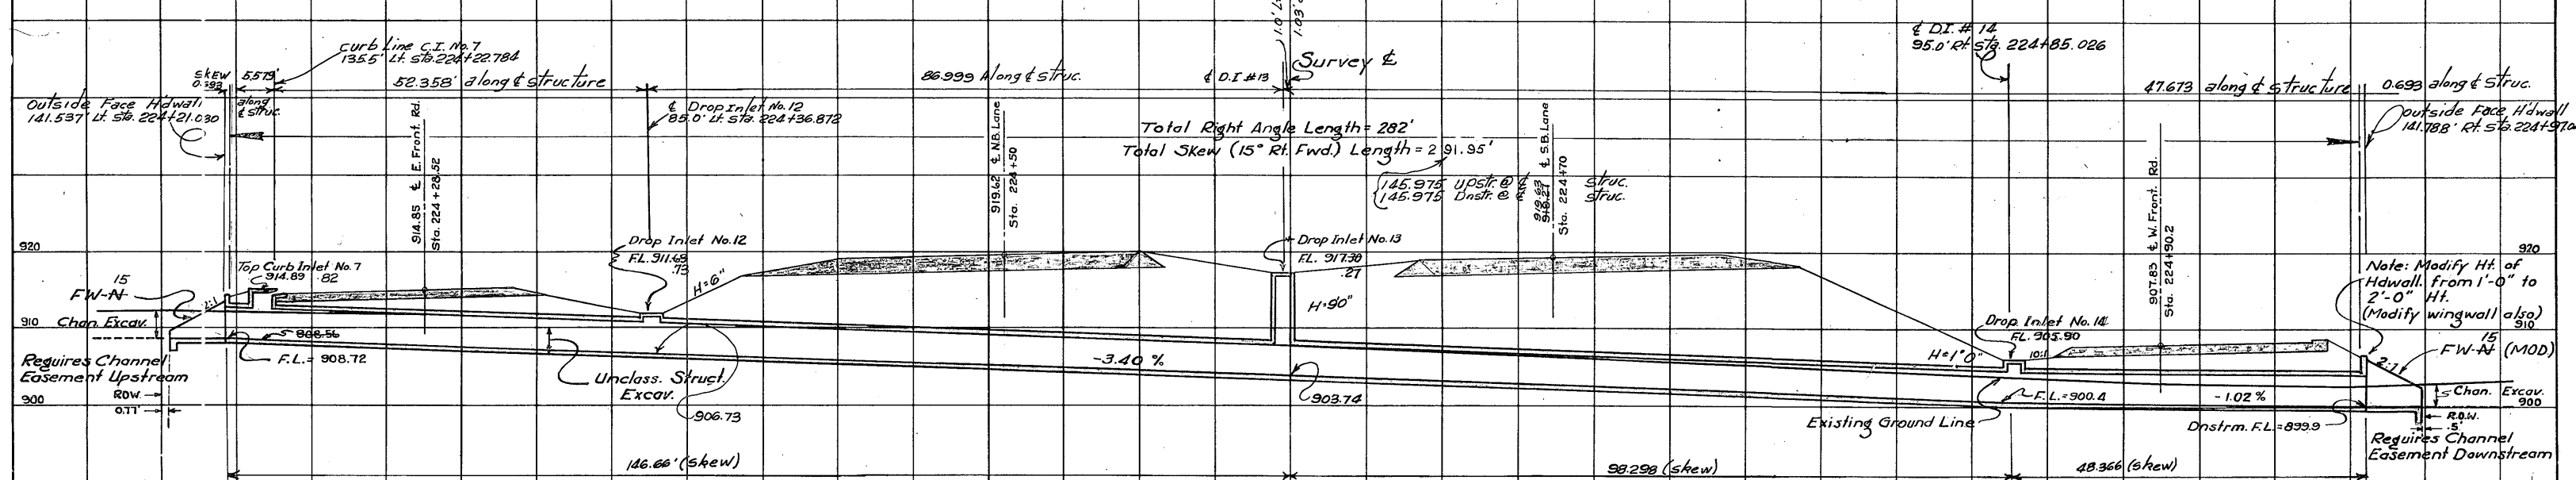 curb line C.I. No. 7
135.5' Lt. Sta. 224+22.784
Skew
0.693
5.579'
along
¢ struc.
52.358' along ¢ structure
Outside Face H'dwall
141.537' Lt. Sta. 224+21.030
914.85 ¢ E. Front. Rd.
Sta. 224+28.52
¢ Drop Inlet No. 12
85.0' Lt. Sta. 224+36.872
86.999 Along ¢ struc.
¢ D.I #13
1.03'
Survey ¢
919.62 ¢ N.B. Lane
Sta. 224+50
Total Right Angle Length = 282'
Total Skew (15° Rt. Fwd.) Length = 291.95'
145.975 upstr. @ ¢ struc.
145.975 Dnstr. @ ¢ struc.
919.63 ¢ S.B. Lane
Sta. 224+70
¢ D.I. # 14
95.0' Rt. Sta. 224+85.026
47.673 along ¢ structure
0.693 along ¢ struc.
Outside Face H'dwall
141.788' Rt. Sta. 224+97.0
907.83 ¢ W. Front. Rd.
Sta. 224+90.2
920
920
Top Curb Inlet No. 7
914.89 .82
Drop Inlet No. 12
F.L. 911.69
.73
H=6"
Drop Inlet No. 13
F.L. 917.30
.27
H=9'0"
Drop Inlet No. 14
F.L. 905.90
H=1'0"
10:1
Note: Modify Ht. of
Hdwall. from 1'-0" to
2'-0" Ht.
(Modify wingwall also)
15
FW-N
2:1
15
FW-N (MOD)
2:1
910
910
Chan. Excav.
908.56
F.L. = 908.72
Requires Channel
Easement Upstream
R.O.W.
0.77'
900
Unclass. Struct.
Excav.
906.73
-3.40 %
903.74
Existing Ground Line
F.L. = 900.4
-1.02 %
Dnstrm. F.L. = 899.9
Chan. Excav.
900
R.O.W.
.5'
Requires Channel
Easement Downstream
146.66' (skew)
98.298 (skew)
48.366 (skew)